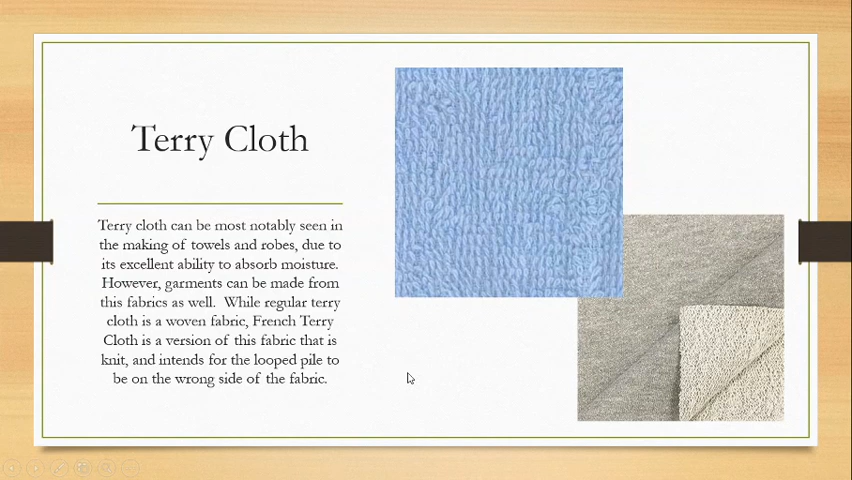 Terry Cloth
Terry cloth can be most notably seen in
the making of towels and robes, due to
its excellent ability to absorb moisture.
However, garments can be made from
this fabrics as well.  While regular terry
cloth is a woven fabric, French Terry
Cloth is a version of this fabric that is
knit, and intends for the looped pile to
be on the wrong side of the fabric.